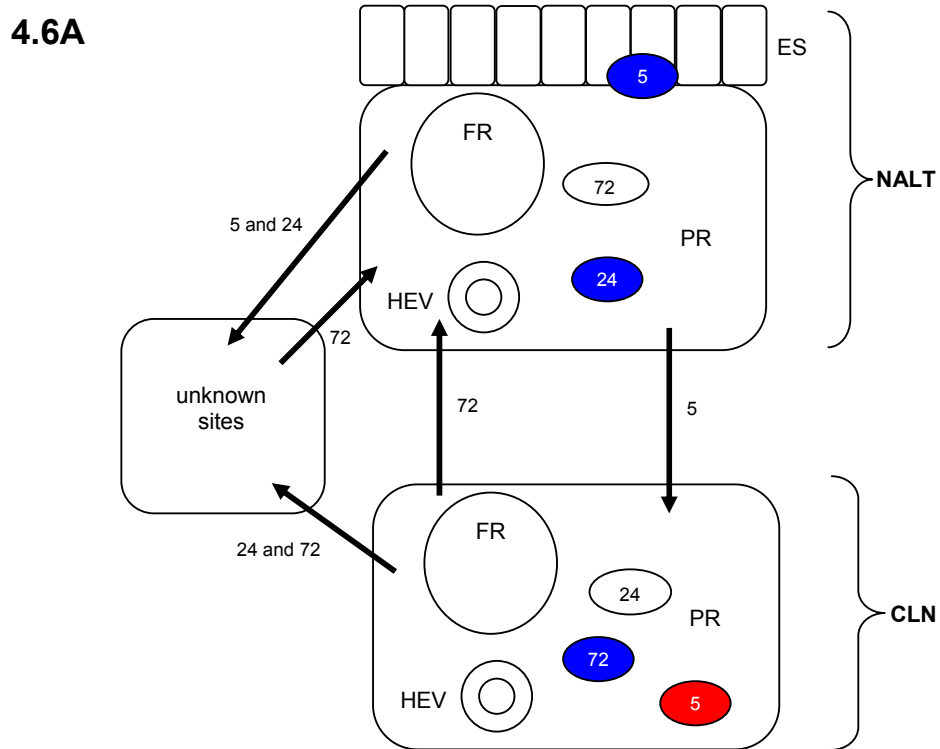 4.6A
ES
5
FR
72
NALT
5 and 24
PR
24
HEV
72
unknown
sites
72
5
FR
24 and 72
24
PR
CLN
72
HEV
5